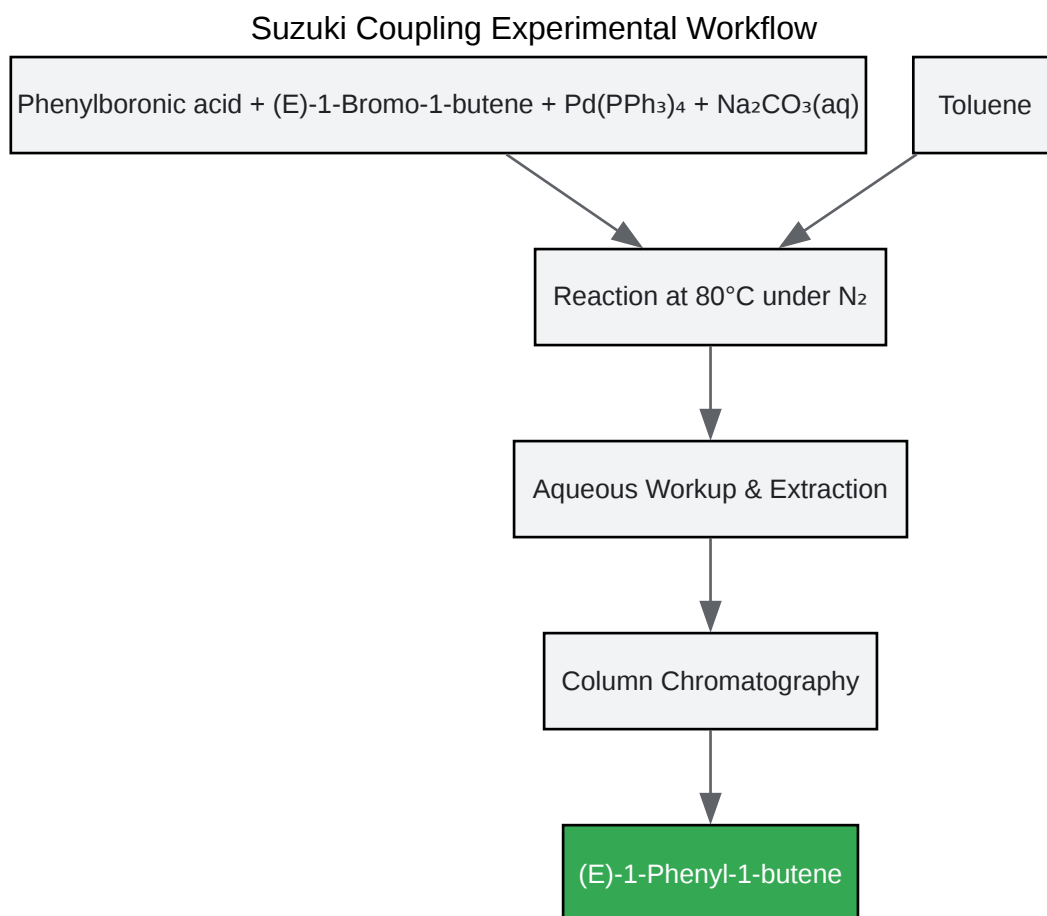 Suzuki Coupling Experimental Workflow
Phenylboronic acid + (E)-1-Bromo-1-butene + Pd(PPh₃)₄ + Na₂CO₃(aq)
Toluene
Reaction at 80°C under N₂
Aqueous Workup & Extraction
Column Chromatography
(E)-1-Phenyl-1-butene